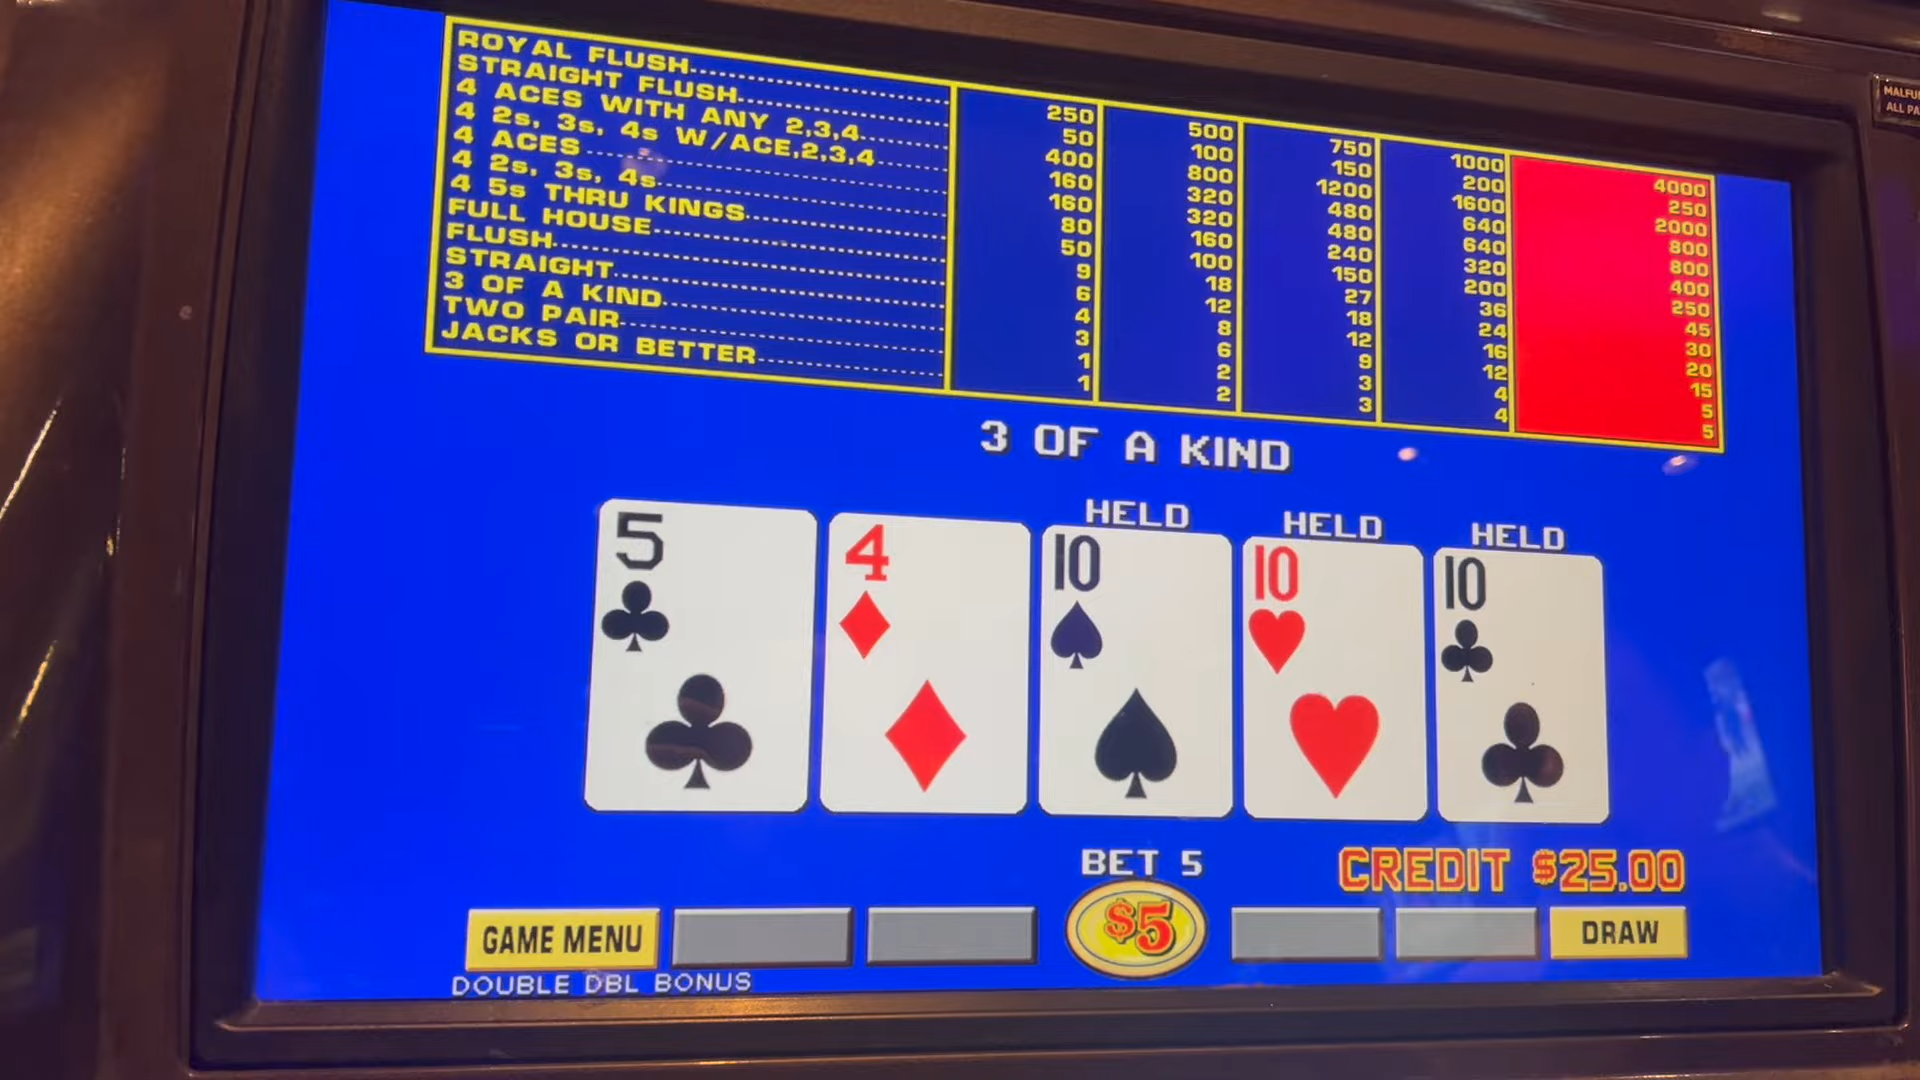 ROYAL FLUSH 250 500 750 1000 4000
STRAIGHT FLUSH 50 100 150 200 250
4 ACES WITH ANY 2,3,4 400 800 1200 1600 2000
4 2s, 3s, 4s W/ACE,2,3,4 160 320 480 640 800
4 ACES 160 320 480 640 800
4 2s, 3s, 4s 80 160 240 320 400
4 5s THRU KINGS 50 100 150 200 250
FULL HOUSE 9 18 27 36 45
FLUSH 6 12 18 24 30
STRAIGHT 4 8 12 16 20
3 OF A KIND 3 6 9 12 15
TWO PAIR 1 2 3 4 5
JACKS OR BETTER 1 2 3 4 5
3 OF A KIND
HELD HELD HELD
5 4 10 10 10
BET 5 CREDIT $25.00
GAME MENU $5 DRAW
DOUBLE DBL BONUS
ALL